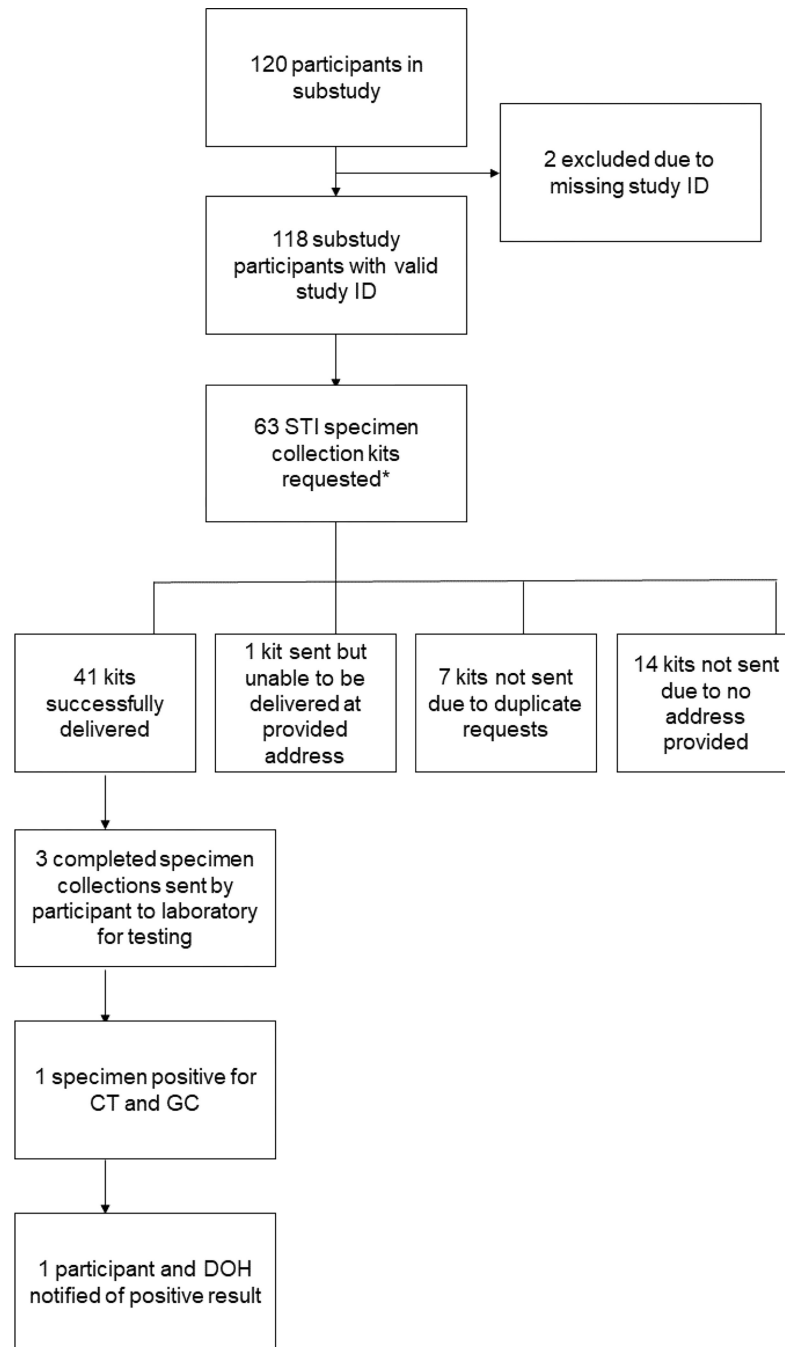 120 participants in
substudy
2 excluded due to
missing study ID
118 substudy
participants with valid
study ID
63 STI specimen
collection kits
requested*
41 kits
successfully
delivered
1 kit sent but
unable to be
delivered at
provided
address
7 kits not sent
due to duplicate
requests
14 kits not sent
due to no
address
provided
3 completed specimen
collections sent by
participant to laboratory
for testing
1 specimen positive for
CT and GC
1 participant and DOH
notified of positive result